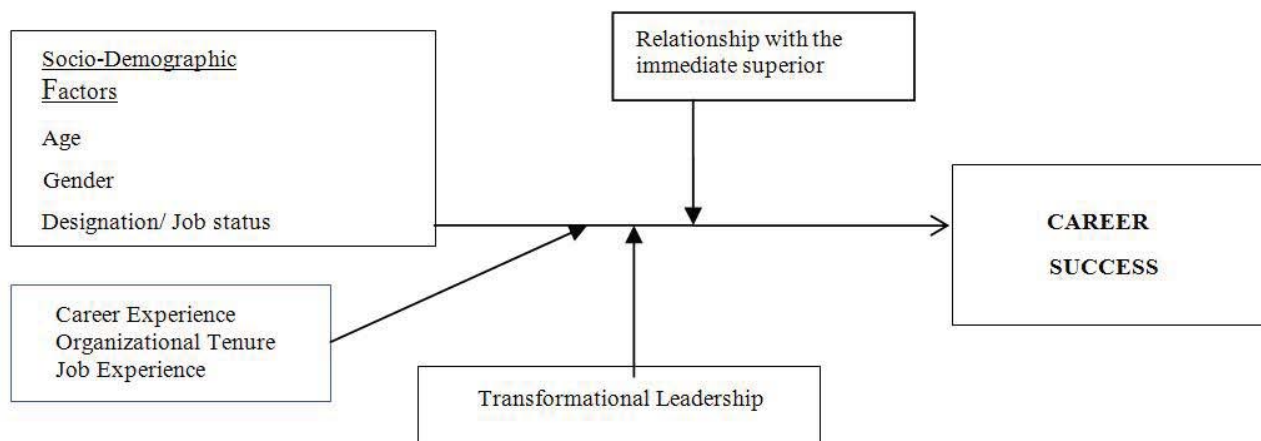 Socio-Demographic
Factors
Age
Gender
Designation/ Job status
Relationship with the
immediate superior
CAREER
SUCCESS
Career Experience
Organizational Tenure
Job Experience
Transformational Leadership